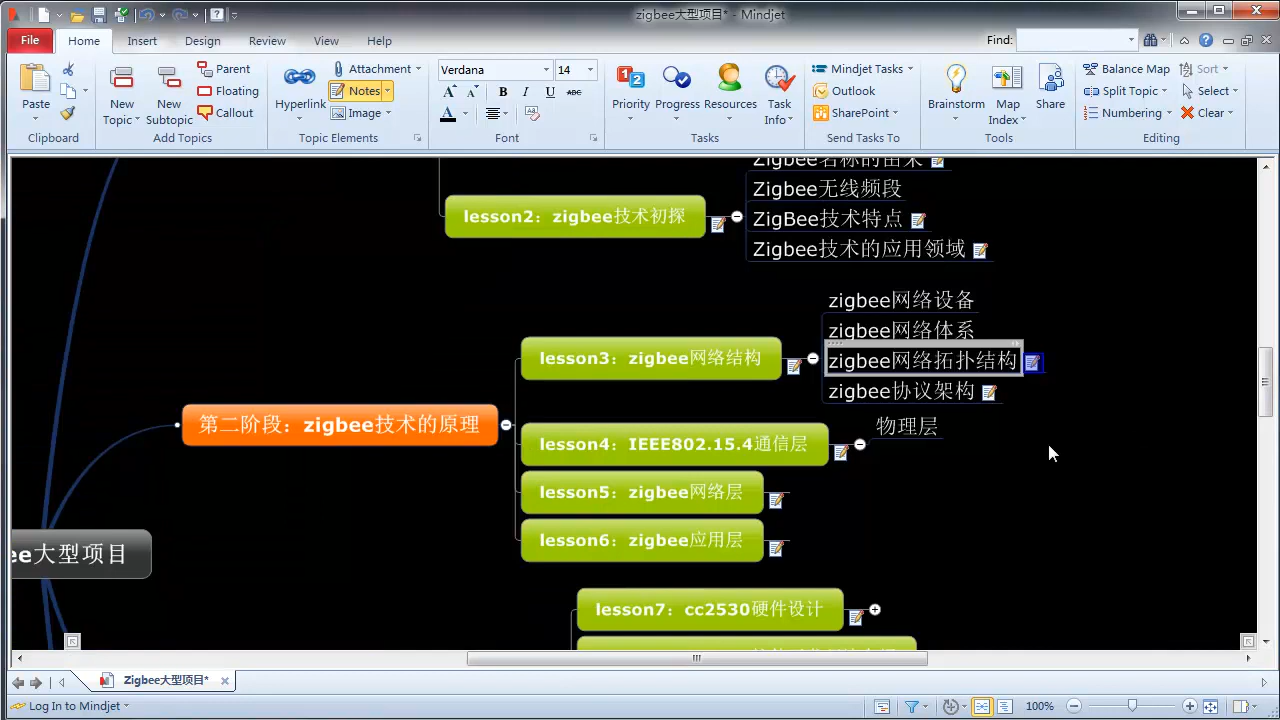 zigbee大型项目* - Mindjet
File Home Insert Design Review View Help Find:
Paste
Clipboard
New Topic
New Subtopic
Parent
Floating
Callout
Add Topics
Hyperlink
Attachment
Notes
Image
Topic Elements
Verdana 14
B I U ABC
Font
Priority
Progress
Resources
Task Info
Tasks
Mindjet Tasks
Outlook
SharePoint
Send Tasks To
Brainstorm
Map Index
Share
Tools
Balance Map
Split Topic
Numbering
Sort
Select
Clear
Editing
Zigbee名称的由来
Zigbee无线频段
lesson2：zigbee技术初探
ZigBee技术特点
Zigbee技术的应用领域
zigbee网络设备
zigbee网络体系
lesson3：zigbee网络结构
zigbee网络拓扑结构
zigbee协议架构
第二阶段：zigbee技术的原理
物理层
lesson4：IEEE802.15.4通信层
lesson5：zigbee网络层
lesson6：zigbee应用层
ee大型项目
lesson7：cc2530硬件设计
Zigbee大型项目*
Log In to Mindjet
100%